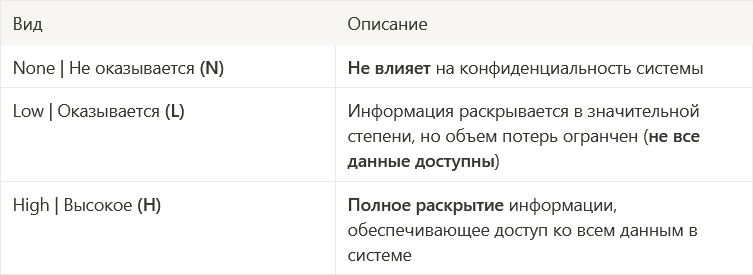 Вид Описание
None | Не оказывается (N) Не влияет на конфиденциальность системы
Low | Оказывается (L) Информация раскрывается в значительной
степени, но объем потерь огранчен (не все
данные доступны)
High | Высокое (H) Полное раскрытие информации,
обеспечивающее доступ ко всем данным в
системе